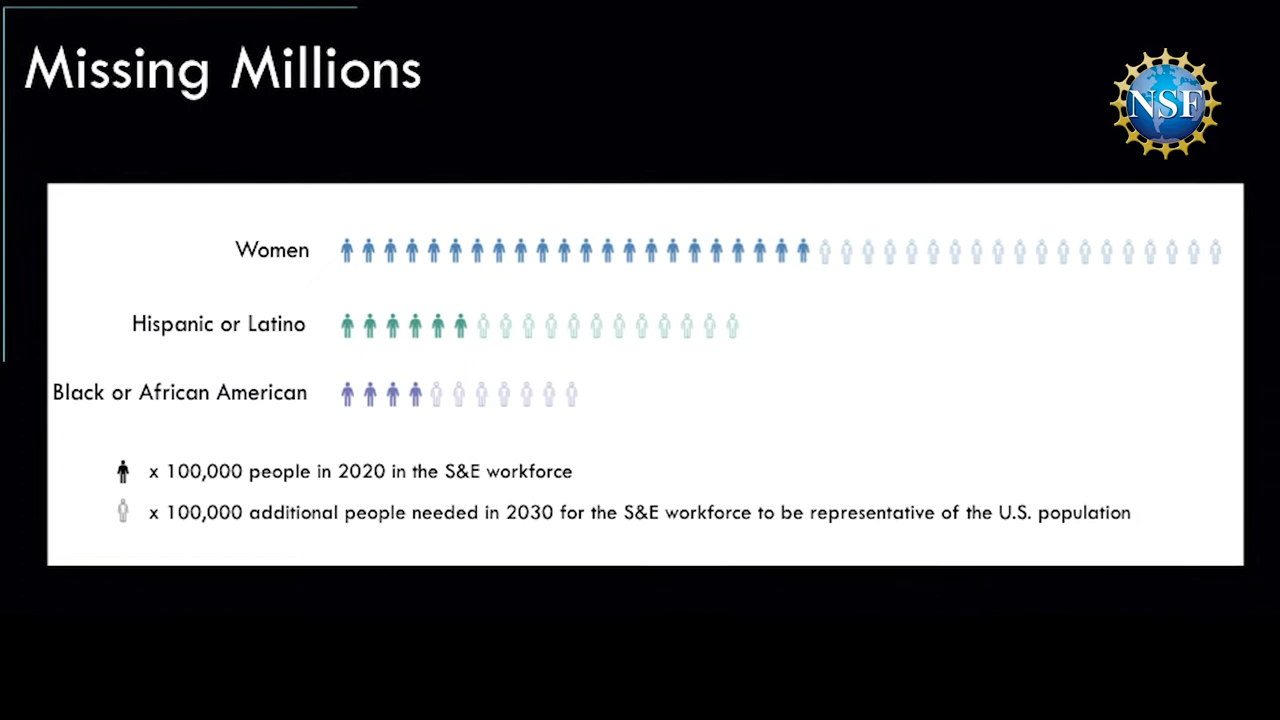 Missing Millions
NSF
Women
Hispanic or Latino
Black or African American
x 100,000 people in 2020 in the S&E workforce
x 100,000 additional people needed in 2030 for the S&E workforce to be representative of the U.S. population